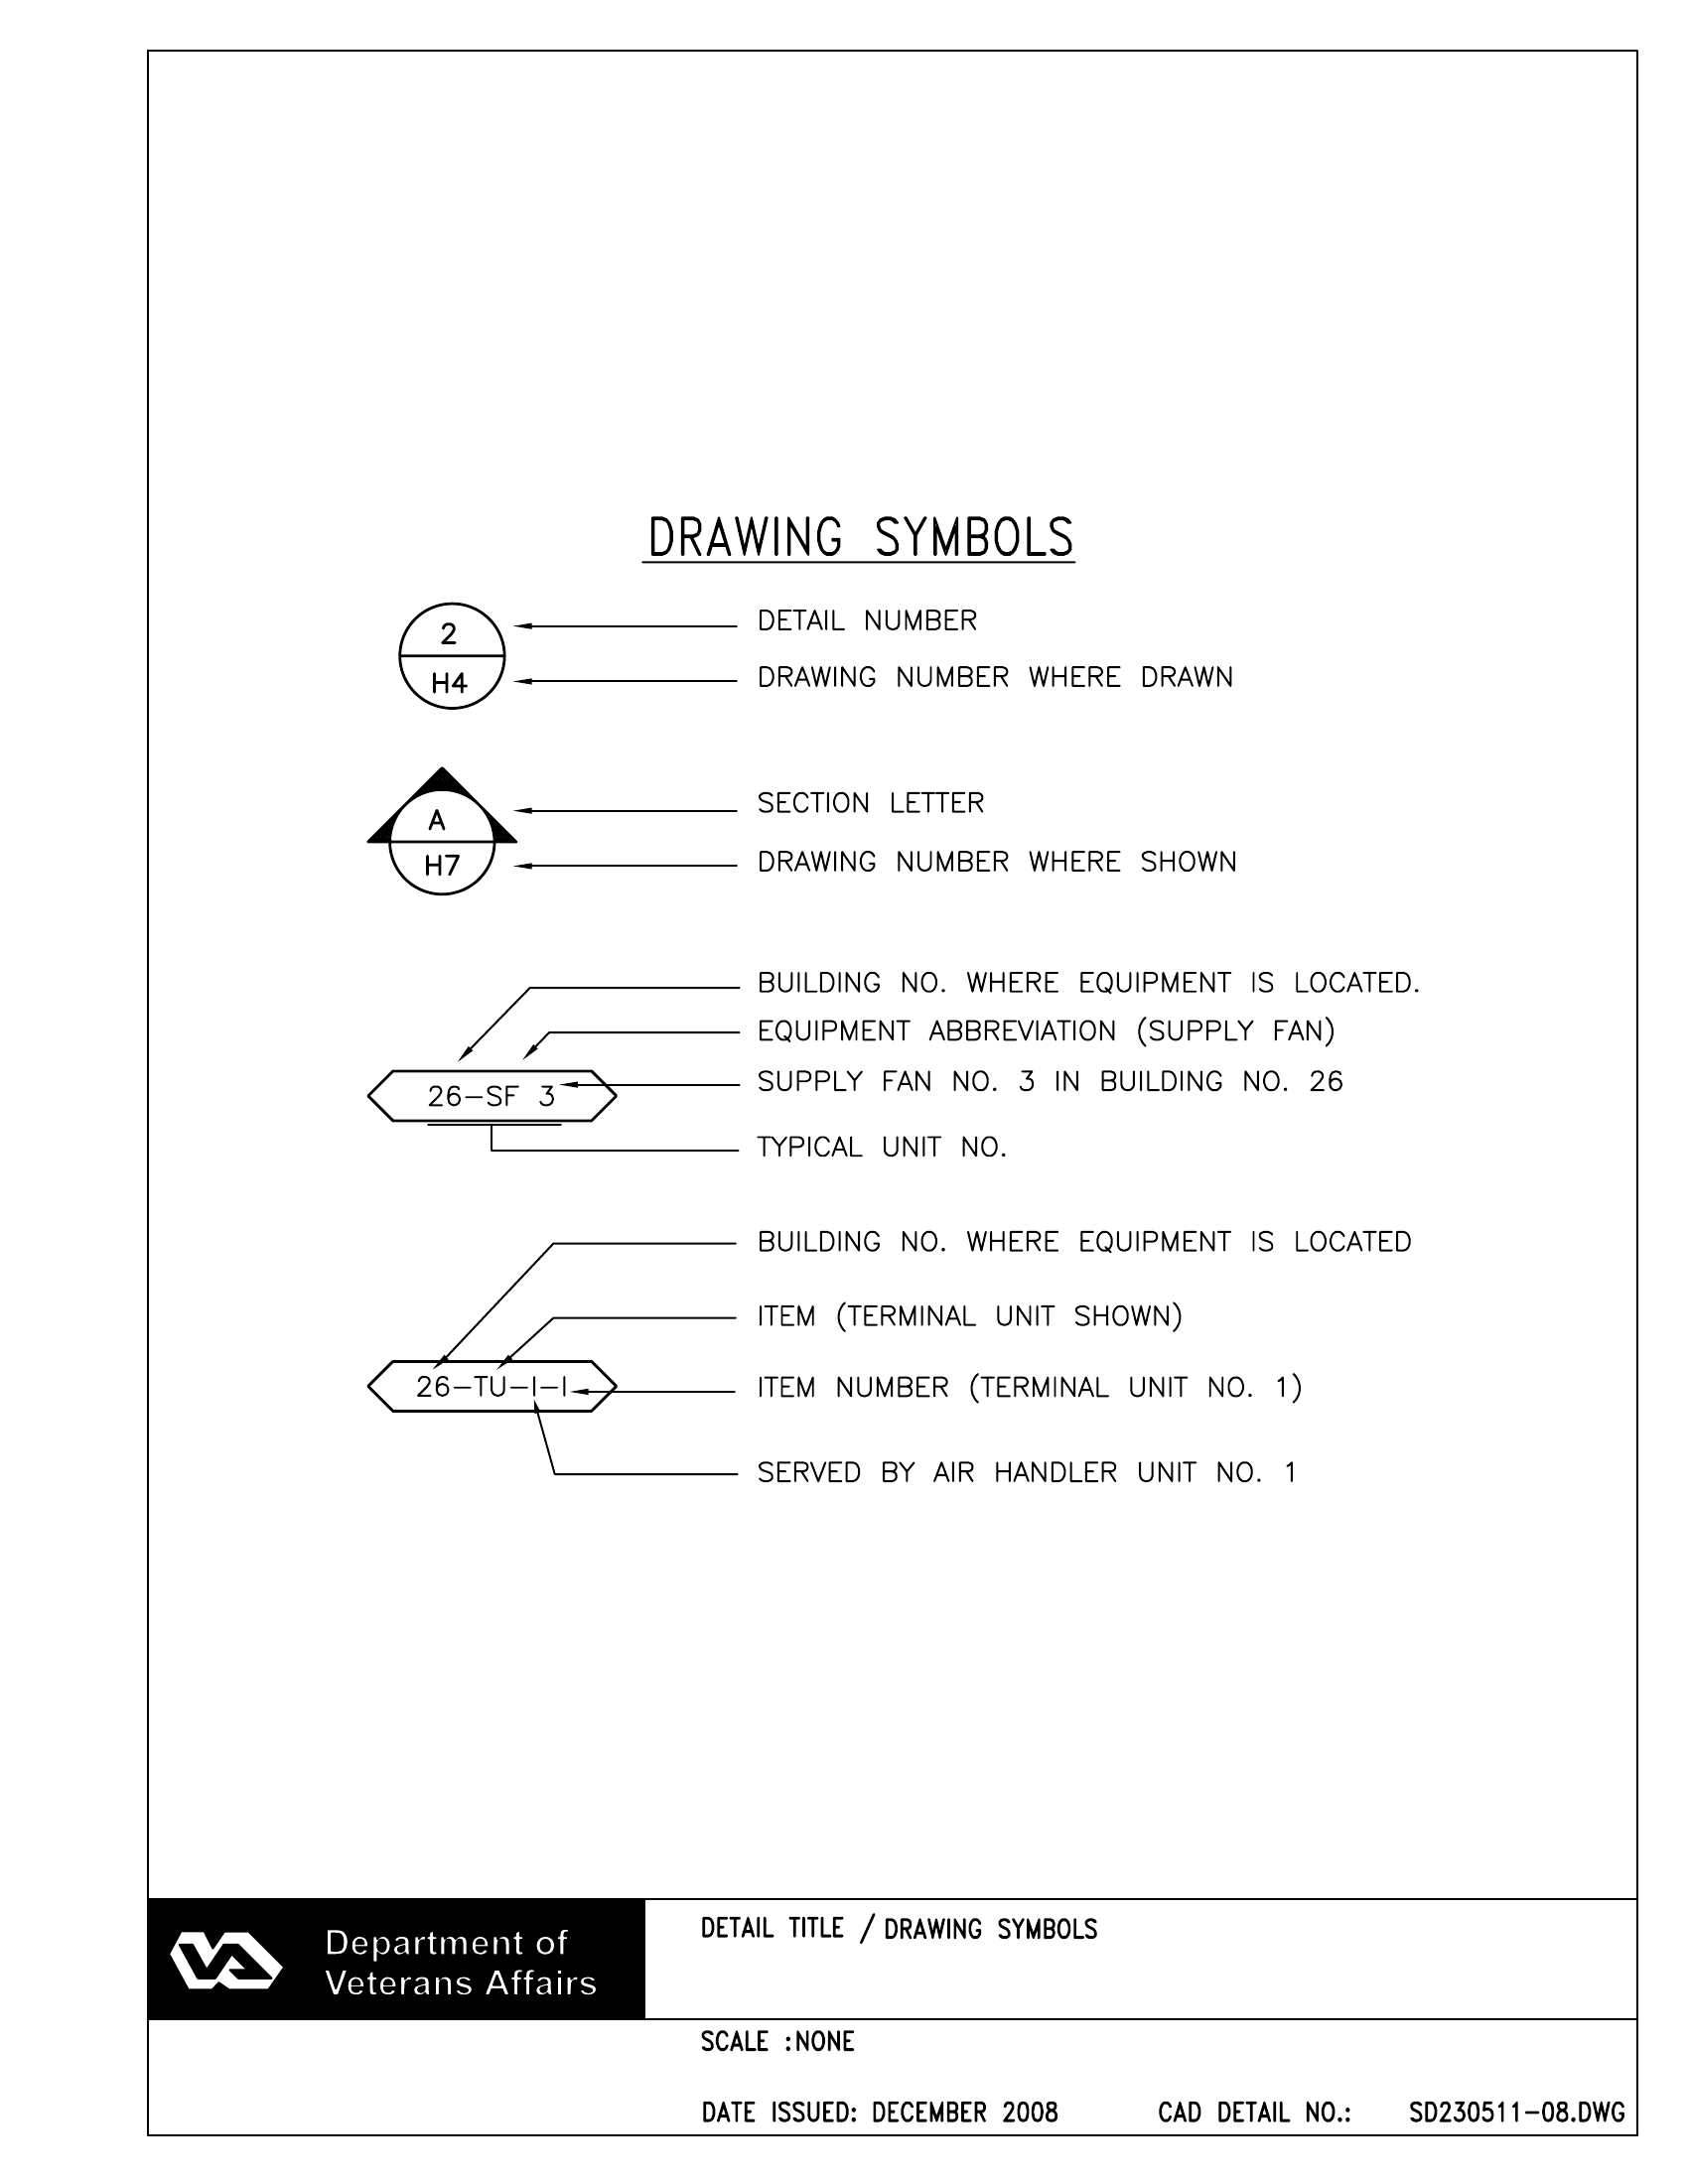 DRAWING SYMBOLS
2
DETAIL NUMBER
H4
DRAWING NUMBER WHERE DRAWN
A
SECTION LETTER
H7
DRAWING NUMBER WHERE SHOWN
BUILDING NO. WHERE EQUIPMENT IS LOCATED.
EQUIPMENT ABBREVIATION (SUPPLY FAN)
26-SF 3
SUPPLY FAN NO. 3 IN BUILDING NO. 26
TYPICAL UNIT NO.
BUILDING NO. WHERE EQUIPMENT IS LOCATED
ITEM (TERMINAL UNIT SHOWN)
26-TU-I-I
ITEM NUMBER (TERMINAL UNIT NO. 1)
SERVED BY AIR HANDLER UNIT NO. 1
Department of
Veterans Affairs
DETAIL TITLE / DRAWING SYMBOLS
SCALE :NONE
DATE ISSUED: DECEMBER 2008
CAD DETAIL NO.: SD230511-08.DWG